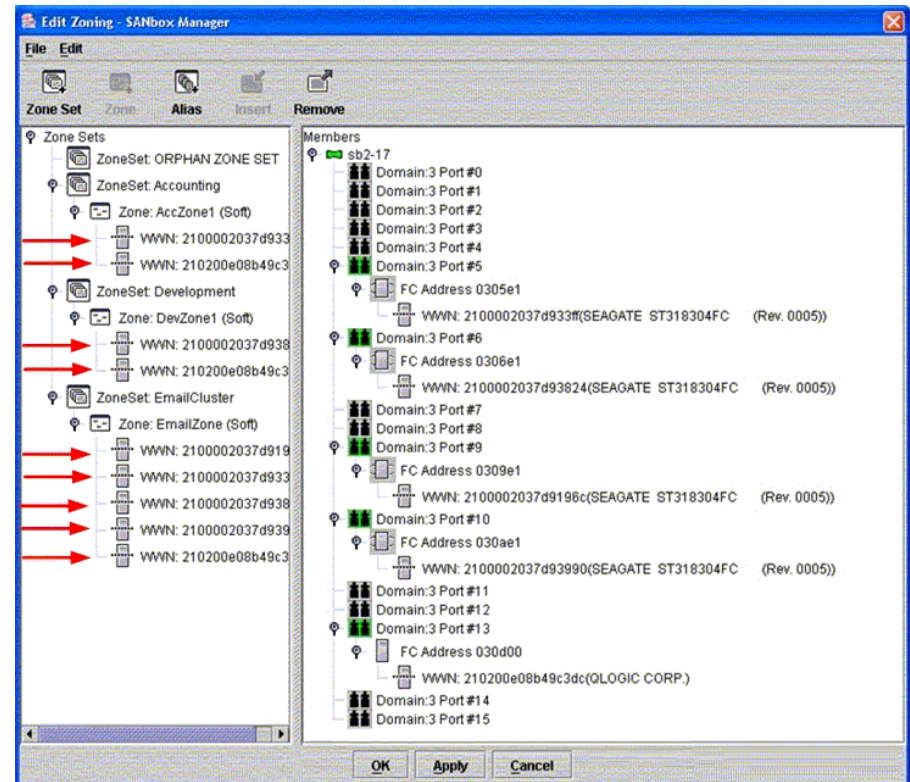 Edit Zoning - SANbox Manager
File Edit
Zone Set Zone Alias Insert Remove
Zone Sets
ZoneSet: ORPHAN ZONE SET
ZoneSet: Accounting
Zone: AccZone1 (Soft)
WWN: 2100002037d933
WWN: 210200e08b49c3
ZoneSet: Development
Zone: DevZone1 (Soft)
WWN: 2100002037d938
WWN: 210200e08b49c3
ZoneSet: EmailCluster
Zone: EmailZone (Soft)
WWN: 2100002037d919
WWN: 2100002037d933
WWN: 2100002037d938
WWN: 2100002037d939
WWN: 210200e08b49c3
Members
sb2-17
Domain:3 Port#0
Domain:3 Port#1
Domain:3 Port#2
Domain:3 Port#3
Domain:3 Port#4
Domain:3 Port#5
FC Address 0305e1
WWN: 2100002037d933ff(SEAGATE ST318304FC (Rev. 0005))
Domain:3 Port#6
FC Address 0306e1
WWN: 2100002037d93824(SEAGATE ST318304FC (Rev. 0005))
Domain:3 Port#7
Domain:3 Port#8
Domain:3 Port#9
FC Address 0309e1
WWN: 2100002037d9196c(SEAGATE ST318304FC (Rev. 0005))
Domain:3 Port#10
FC Address 030ae1
WWN: 2100002037d93990(SEAGATE ST318304FC (Rev. 0005))
Domain:3 Port#11
Domain:3 Port#12
Domain:3 Port#13
FC Address 030d00
WWN: 210200e08b49c3dc(QLOGIC CORP.)
Domain:3 Port#14
Domain:3 Port#15
OK Apply Cancel